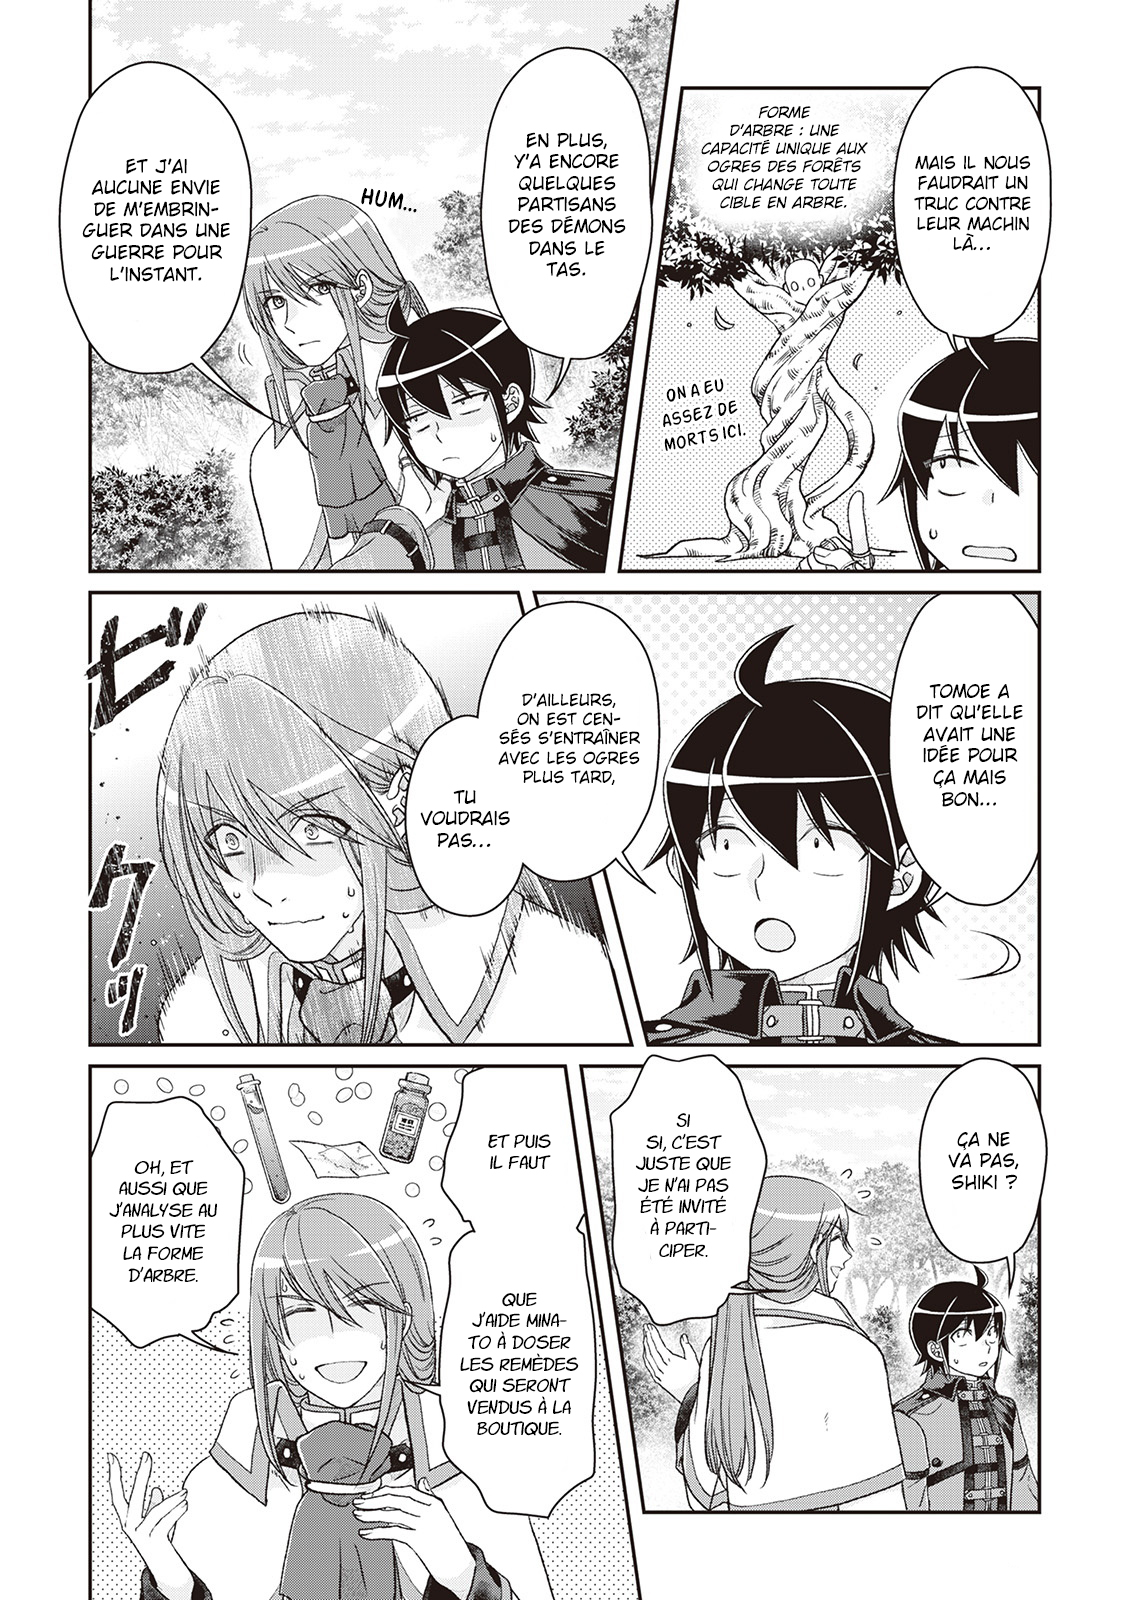 FORME
D'ARBRE : UNE
CAPACITÉ UNIQUE AUX
OGRES DES FORÊTS
QUI CHANGE TOUTE
CIBLE EN ARBRE.
MAIS IL NOUS
FAUDRAIT UN
TRUC CONTRE
LEUR MACHIN
LÀ...
ON A EU
ASSEZ DE
MORTS ICI.
EN PLUS,
Y'A ENCORE
QUELQUES
PARTISANS
DES DÉMONS
DANS LE
TAS.
HUM...
ET J'AI
AUCUNE ENVIE
DE M'EMBRIN-
GUER DANS UNE
GUERRE POUR
L'INSTANT.
TOMOE A
DIT QU'ELLE
AVAIT UNE
IDÉE POUR
ÇA MAIS
BON...
D'AILLEURS,
ON EST CEN-
SÉS S'ENTRAÎNER
AVEC LES OGRES
PLUS TARD,
TU
VOUDRAIS
PAS...
ビクッ
ÇA NE
VA PAS,
SHIKI ?
SI
SI, C'EST
JUSTE QUE
JE N'AI PAS
ÉTÉ INVITÉ
À PARTI-
CIPER.
ET PUIS
IL FAUT
QUE
J'AIDE MINA-
TO À DOSER
LES REMÈDES
QUI SERONT
VENDUS À LA
BOUTIQUE.
OH, ET
AUSSI QUE
J'ANALYSE AU
PLUS VITE
LA FORME
D'ARBRE.